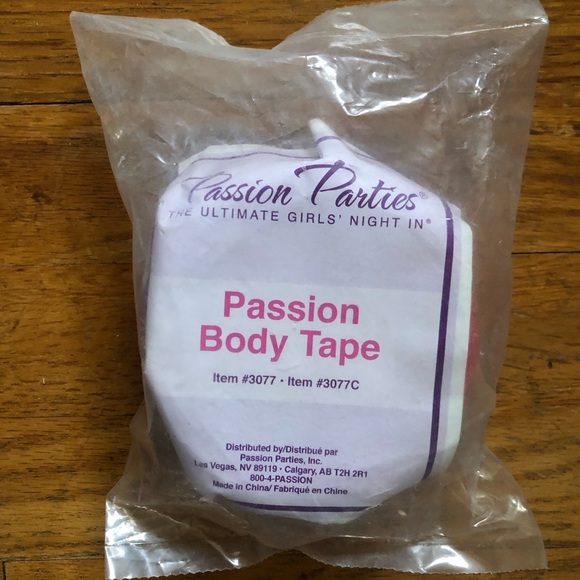 Passion Parties®
THE ULTIMATE GIRLS' NIGHT IN®
Passion
Body Tape
Item #3077 • Item #3077C
Distributed by/Distribué par
Passion Parties, Inc.
Las Vegas, NV 89119 • Calgary, AB T2H 2R1
800-4-PASSION
Made in China/ Fabriqué en Chine